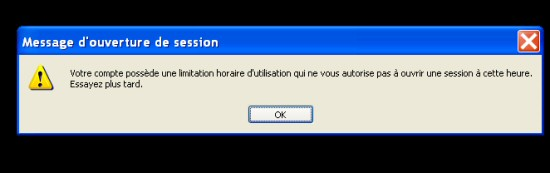 Message d'ouverture de session
Votre compte possède une limitation horaire d'utilisation qui ne vous autorise pas à ouvrir une session à cette heure.
Essayez plus tard.
OK